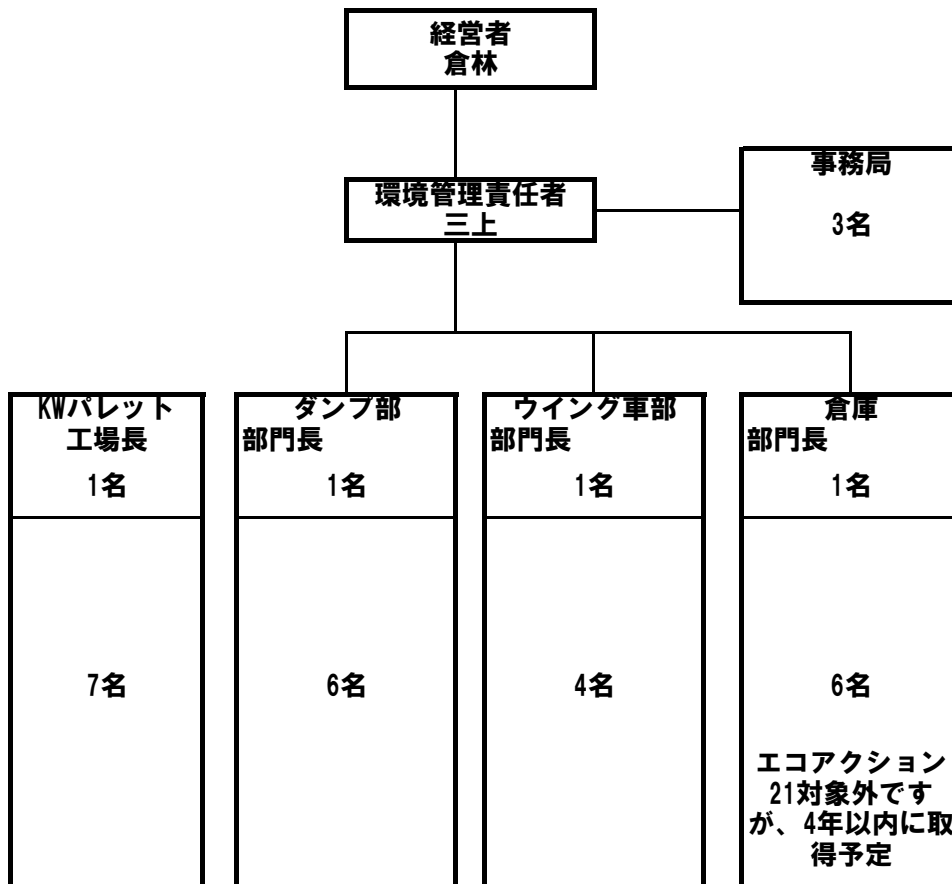 経営者
倉林
環境管理責任者
三上
事務局
3名
KWパレット
工場長
1名
7名
ダンプ部
部門長
1名
6名
ウイング車部
部門長
1名
4名
倉庫
部門長
1名
6名
エコアクション
21対象外です
が、4年以内に取
得予定